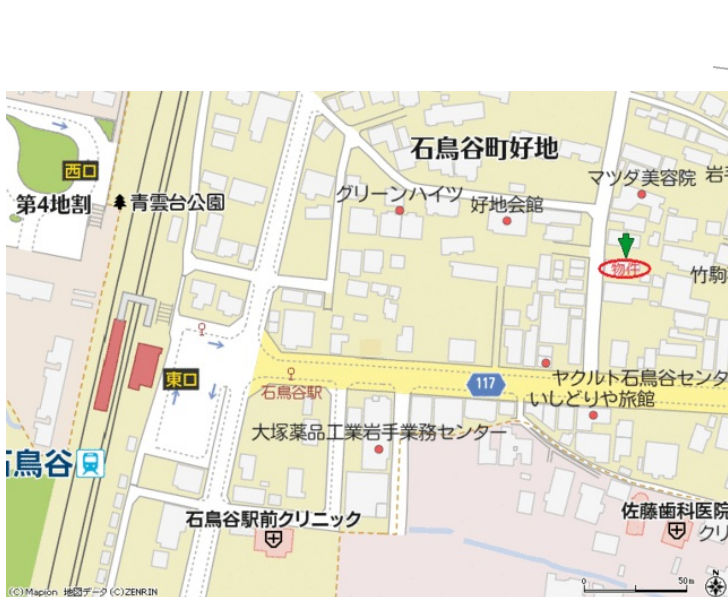 石鳥谷町好地
西口
マツダ美容院
岩手
グリーンハイツ
好地会館
第4地割
青雲台公園
物件
竹駒
東口
石鳥谷駅
117
ヤクルト石鳥谷センタ
いしどりや旅館
大塚薬品工業岩手業務センター
石鳥谷
石鳥谷駅前クリニック
佐藤歯科医院
クリ
N
0
50m
(C)Mapion 地図データ(C)ZENRIN